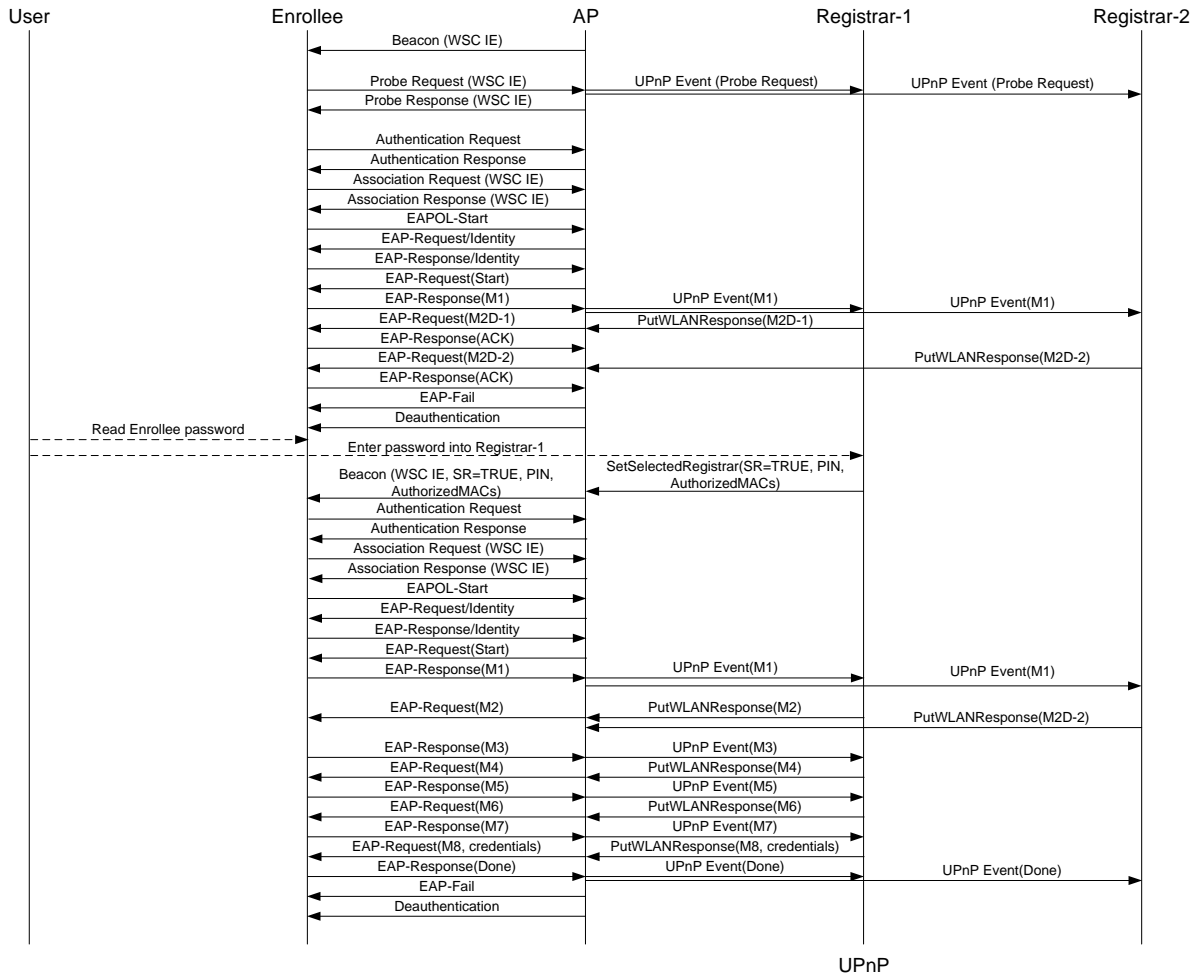 User
Enrollee
AP
Registrar-1
Registrar-2
Beacon (WSC IE)
Probe Request (WSC IE)
UPnP Event (Probe Request)
UPnP Event (Probe Request)
Probe Response (WSC IE)
Authentication Request
Authentication Response
Association Request (WSC IE)
Association Response (WSC IE)
EAPOL-Start
EAP-Request/Identity
EAP-Response/Identity
EAP-Request(Start)
EAP-Response(M1)
UPnP Event(M1)
UPnP Event(M1)
EAP-Request(M2D-1)
PutWLANResponse(M2D-1)
EAP-Response(ACK)
EAP-Request(M2D-2)
PutWLANResponse(M2D-2)
EAP-Response(ACK)
EAP-Fail
Deauthentication
Read Enrollee password
Enter password into Registrar-1
SetSelectedRegistrar(SR=TRUE, PIN,
AuthorizedMACs)
Beacon (WSC IE, SR=TRUE, PIN,
AuthorizedMACs)
Authentication Request
Authentication Response
Association Request (WSC IE)
Association Response (WSC IE)
EAPOL-Start
EAP-Request/Identity
EAP-Response/Identity
EAP-Request(Start)
EAP-Response(M1)
UPnP Event(M1)
UPnP Event(M1)
EAP-Request(M2)
PutWLANResponse(M2)
PutWLANResponse(M2D-2)
EAP-Response(M3)
UPnP Event(M3)
EAP-Request(M4)
PutWLANResponse(M4)
EAP-Response(M5)
UPnP Event(M5)
EAP-Request(M6)
PutWLANResponse(M6)
EAP-Response(M7)
UPnP Event(M7)
EAP-Request(M8, credentials)
PutWLANResponse(M8, credentials)
EAP-Response(Done)
UPnP Event(Done)
UPnP Event(Done)
EAP-Fail
Deauthentication
UPnP